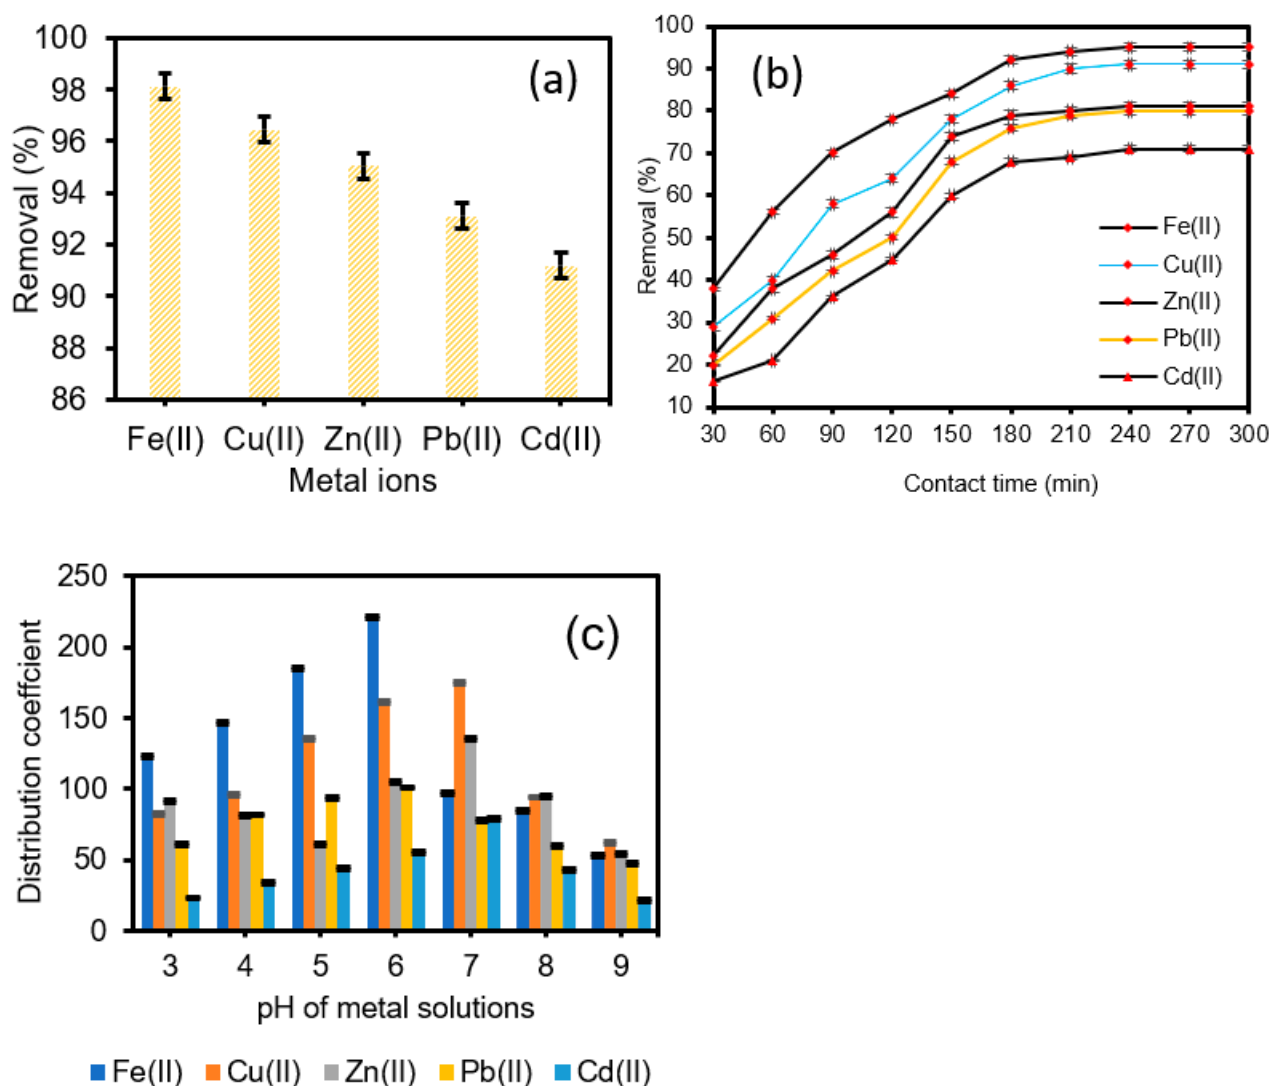 (a)
Removal (%)
100
98
96
94
92
90
88
86
Fe(II) Cu(II) Zn(II) Pb(II) Cd(II)
Metal ions
(b)
Removal (%)
100
90
80
70
60
50
40
30
20
10
Fe(II)
Cu(II)
Zn(II)
Pb(II)
Cd(II)
30 60 90 120 150 180 210 240 270 300
Contact time (min)
(c)
Distribution coeffcient
250
200
150
100
50
0
3 4 5 6 7 8 9
pH of metal solutions
Fe(II) Cu(II) Zn(II) Pb(II) Cd(II)